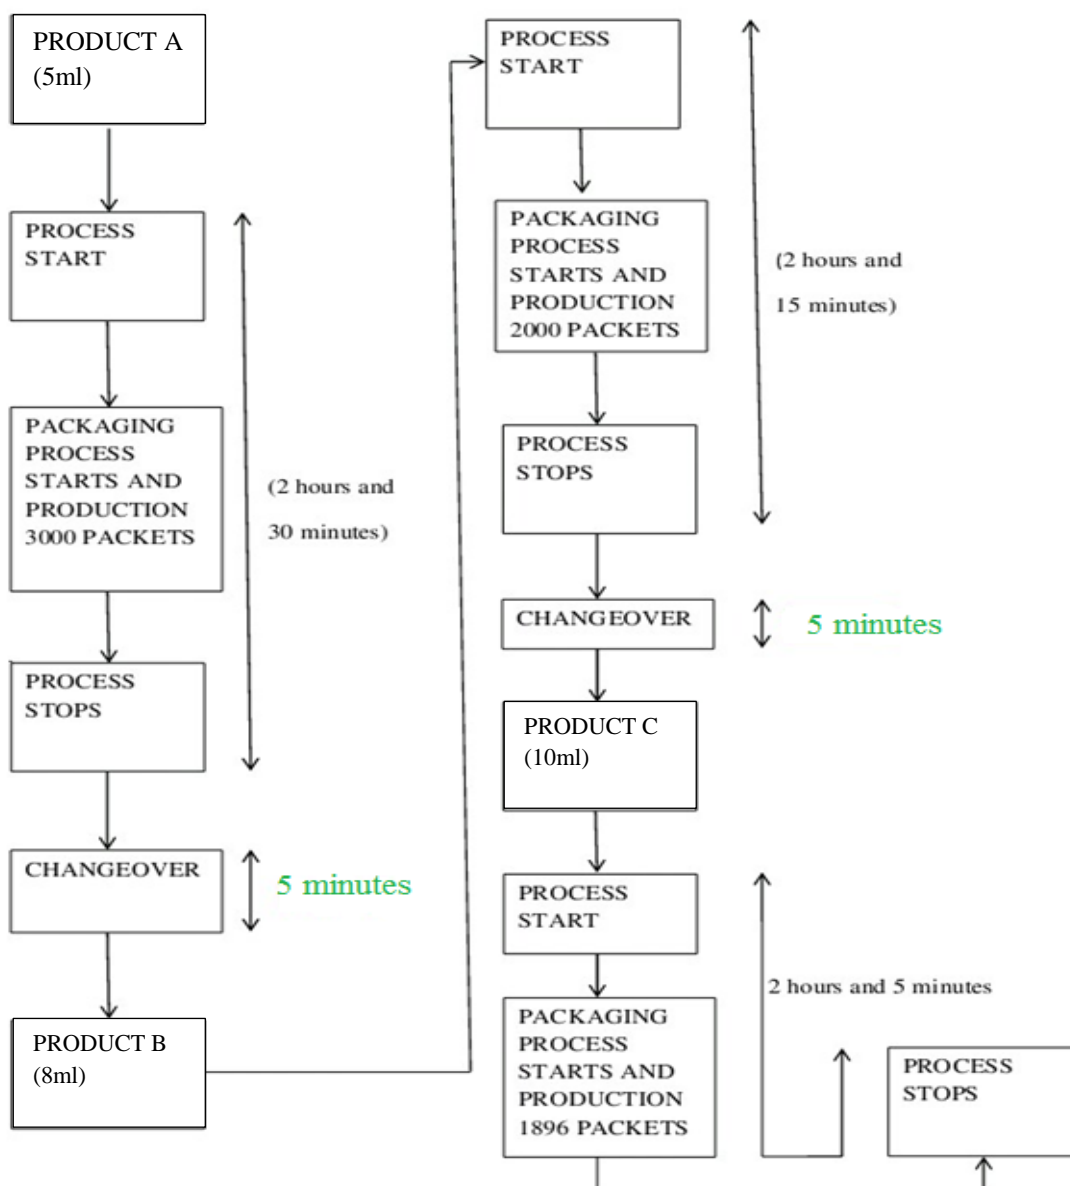 PRODUCT A
(5ml)
PROCESS
START
PACKAGING
PROCESS
STARTS AND
PRODUCTION
3000 PACKETS
(2 hours and
30 minutes)
PROCESS
STOPS
CHANGEOVER
5 minutes
PRODUCT B
(8ml)
PROCESS
START
PACKAGING
PROCESS
STARTS AND
PRODUCTION
2000 PACKETS
(2 hours and
15 minutes)
PROCESS
STOPS
CHANGEOVER
5 minutes
PRODUCT C
(10ml)
PROCESS
START
PACKAGING
PROCESS
STARTS AND
PRODUCTION
1896 PACKETS
2 hours and 5 minutes
PROCESS
STOPS